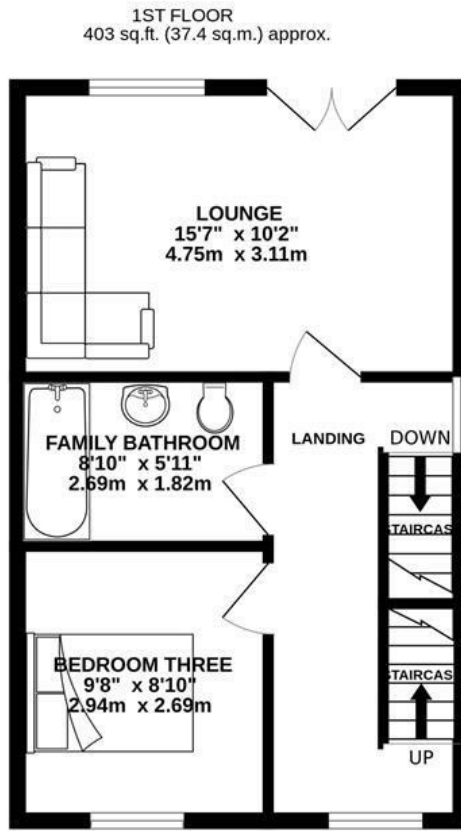 1ST FLOOR
403 sq.ft. (37.4 sq.m.) approx.
LOUNGE
15'7" x 10'2"
4.75m x 3.11m
LANDING
DOWN
FAMILY BATHROOM
8'10" x 5'11"
2.69m x 1.82m
STAIRCAS
BEDROOM THREE
9'8" x 8'10"
2.94m x 2.69m
STAIRCAS
UP